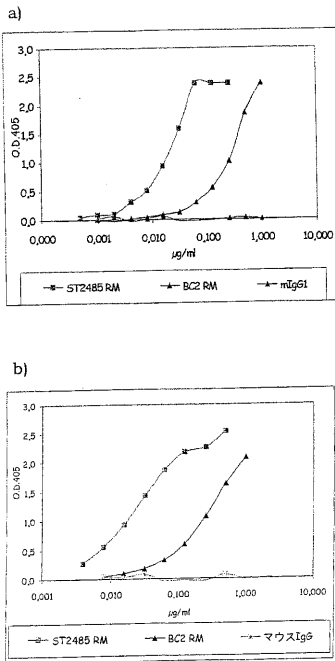 a)
3,0
2,5
2,0
1,5
1,0
0,5
0,0
O.D.405
0,000 0,001 0,010 0,100 1,000 10,000
µg/ml
ST2485 RM BC2 RM mIgG1
b)
3,0
2,5
2,0
1,5
1,0
0,5
0,0
O.D.405
0,001 0,010 0,100 1,000 10,000
µg/ml
ST2485 RM BC2 RM マウスIgG